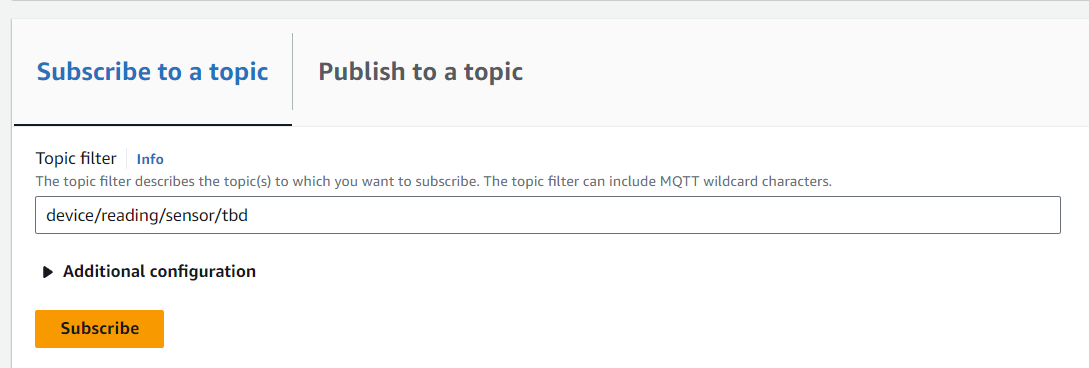 Subscribe to a topic
Publish to a topic
Topic filter Info
The topic filter describes the topic(s) to which you want to subscribe. The topic filter can include MQTT wildcard characters.
device/reading/sensor/tbd
Additional configuration
Subscribe